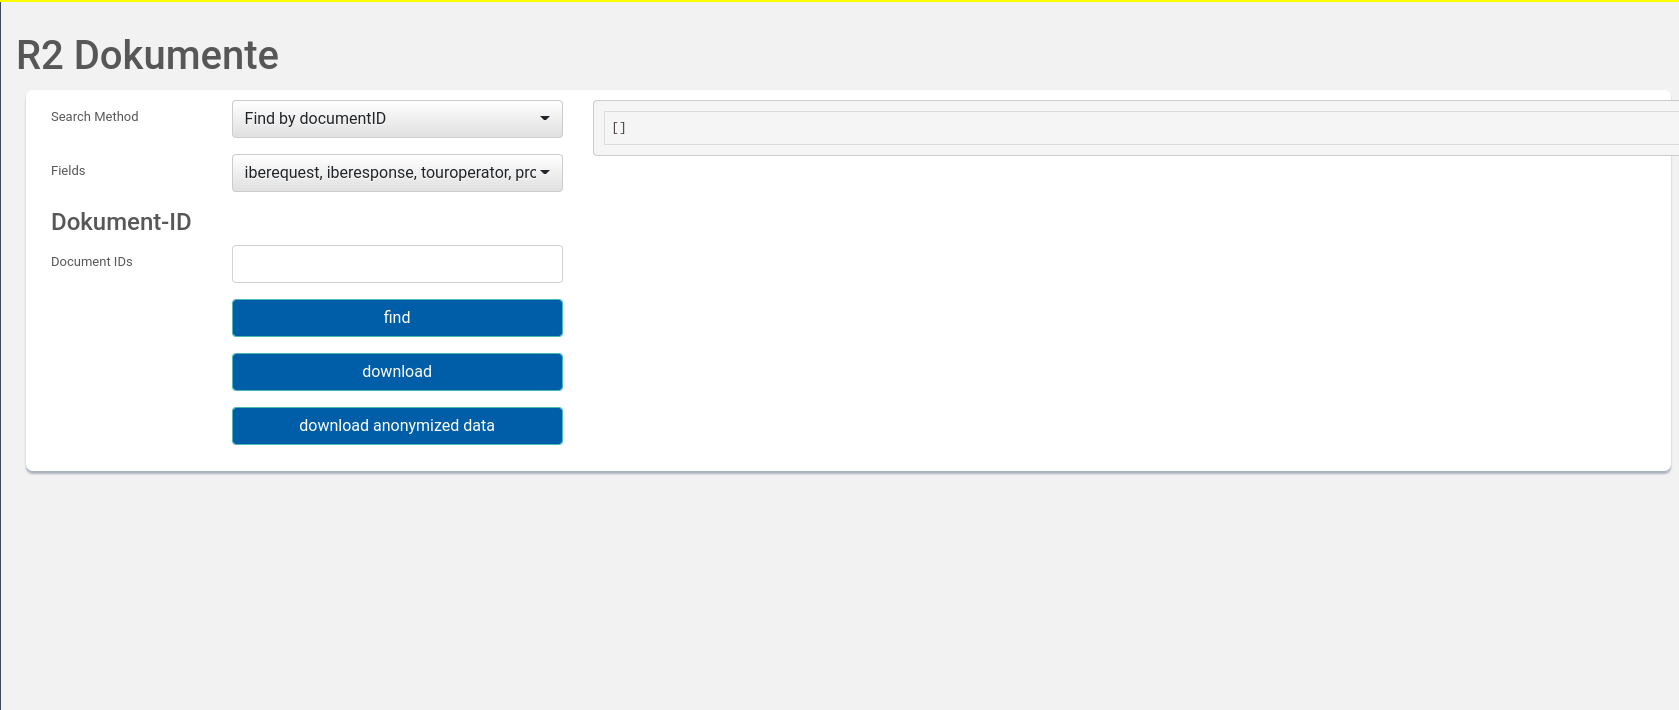 R2 Dokumente
Search Method
Find by documentID
[]
Fields
iberequest, iberesponse, touroperator, prc
Dokument-ID
Document IDs
find
download
download anonymized data